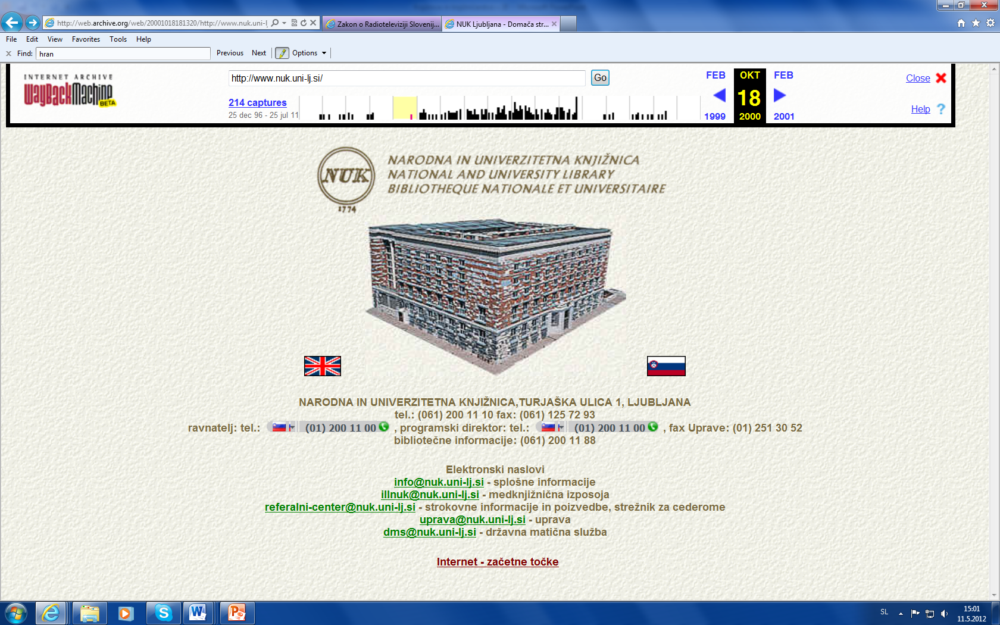 http://web.archive.org/web/20001018181320/http://www.nuk.uni-l
Zakon o Radioteleviziji Slovenij...
NUK Ljubljana - Domača str...
File Edit View Favorites Tools Help
Find: hran Previous Next Options
INTERNET ARCHIVE
WayBackMachine
BETA
http://www.nuk.uni-lj.si/ Go
214 captures
25 dec 96 - 25 jul 11
FEB OKT FEB
18
1999 2000 2001
Close
Help ?
NUK
1774
NARODNA IN UNIVERZITETNA KNJIŽNICA
NATIONAL AND UNIVERSITY LIBRARY
BIBLIOTHEQUE NATIONALE ET UNIVERSITAIRE
NARODNA IN UNIVERZITETNA KNJIŽNICA,TURJAŠKA ULICA 1, LJUBLJANA
tel.: (061) 200 11 10 fax: (061) 125 72 93
ravnatelj: tel.: (01) 200 11 00 , programski direktor: tel.: (01) 200 11 00 , fax Uprave: (01) 251 30 52
bibliotečne informacije: (061) 200 11 88
Elektronski naslovi
info@nuk.uni-lj.si - splošne informacije
illnuk@nuk.uni-lj.si - medknjižnična izposoja
referalni-center@nuk.uni-lj.si - strokovne informacije in poizvedbe, strežnik za cederome
uprava@nuk.uni-lj.si - uprava
dms@nuk.uni-lj.si - državna matična služba
Internet - začetne točke
SL
15:01
11.5.2012